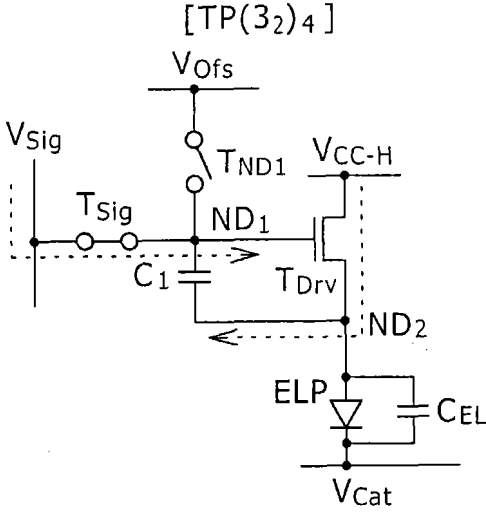 [TP(3₂)₄]
V_Ofs
V_Sig
T_ND1
V_CC-H
T_Sig
ND₁
C₁
T_Drv
ND₂
ELP
C_EL
V_Cat